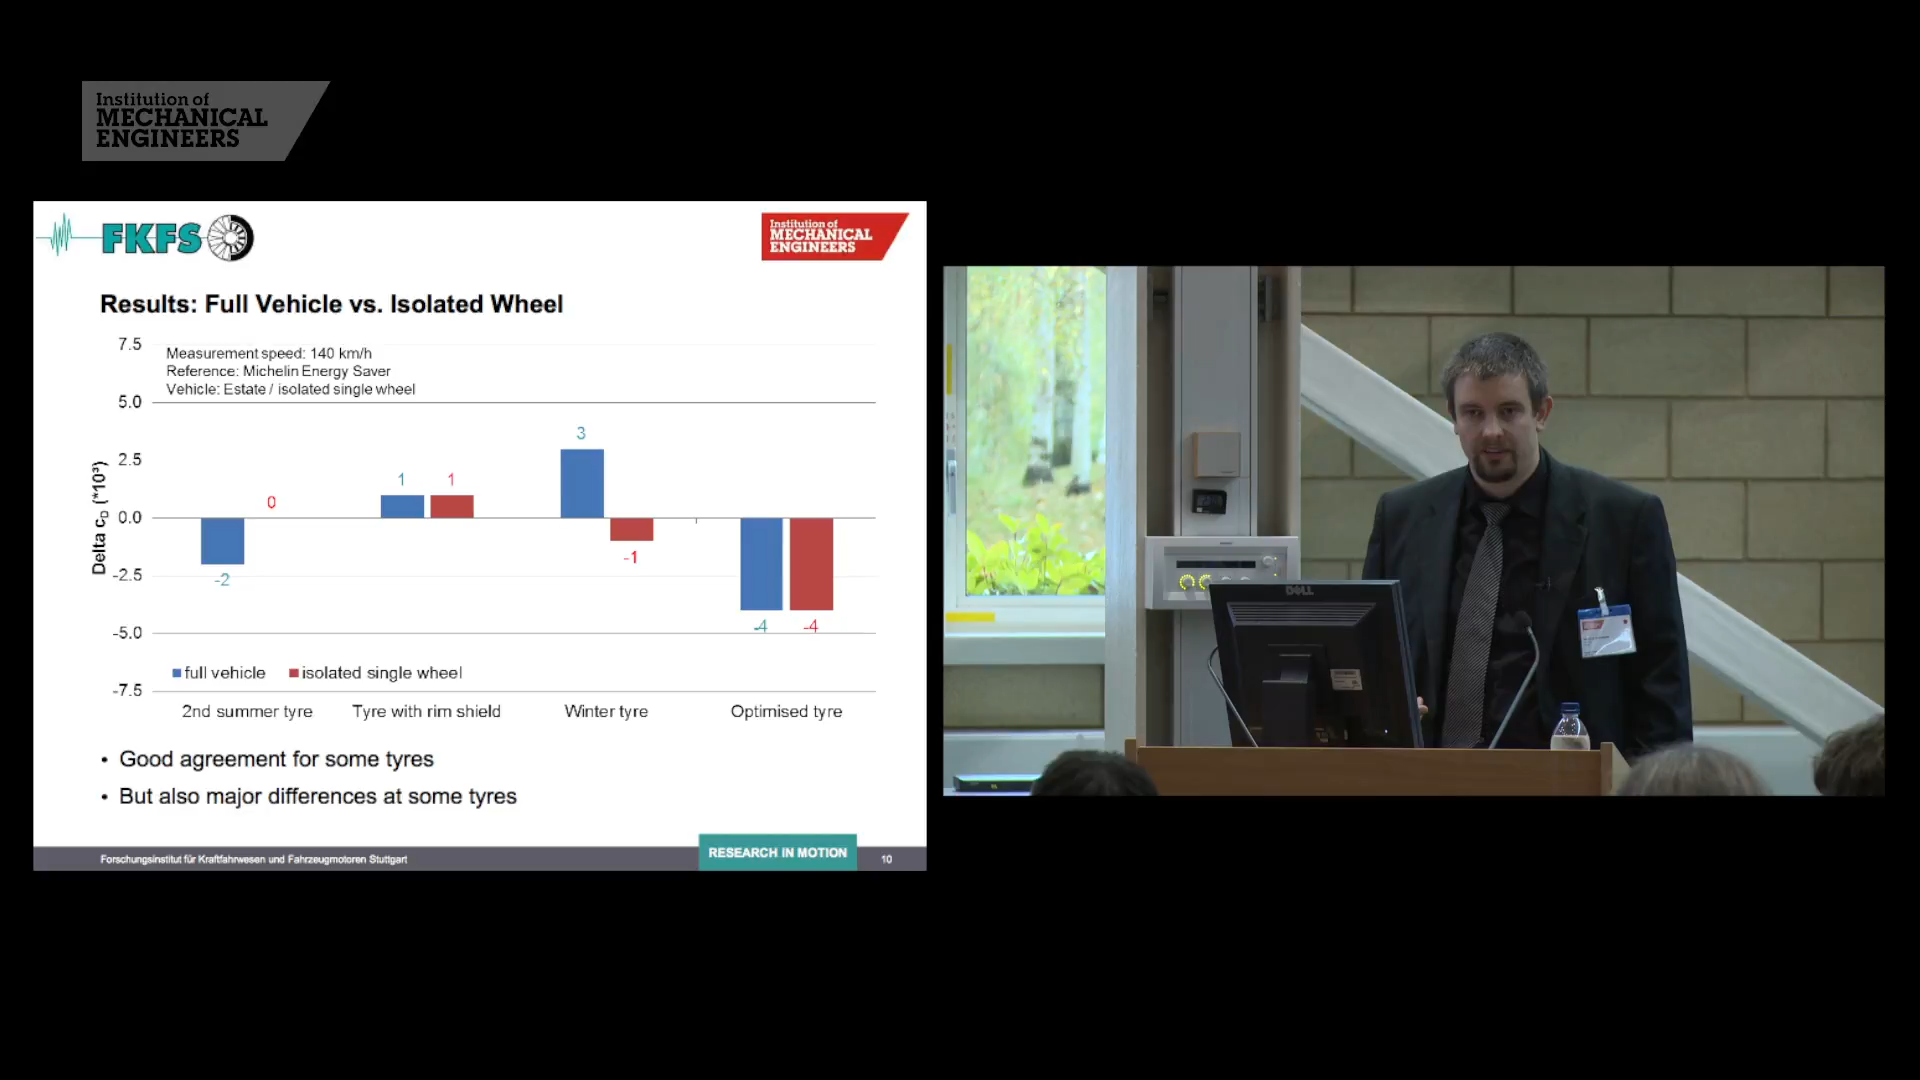 Institution of
MECHANICAL
ENGINEERS
FKFS
Institution of
MECHANICAL
ENGINEERS
Results: Full Vehicle vs. Isolated Wheel
Measurement speed: 140 km/h
Reference: Michelin Energy Saver
Vehicle: Estate / isolated single wheel
Delta cD (*10³)
7.5
5.0
2.5
0.0
-2.5
-5.0
-7.5
-2
0
1
1
3
-1
-4
-4
full vehicle
isolated single wheel
2nd summer tyre
Tyre with rim shield
Winter tyre
Optimised tyre
• Good agreement for some tyres
• But also major differences at some tyres
Forschungsinstitut für Kraftfahrwesen und Fahrzeugmotoren Stuttgart
RESEARCH IN MOTION
10
DELL